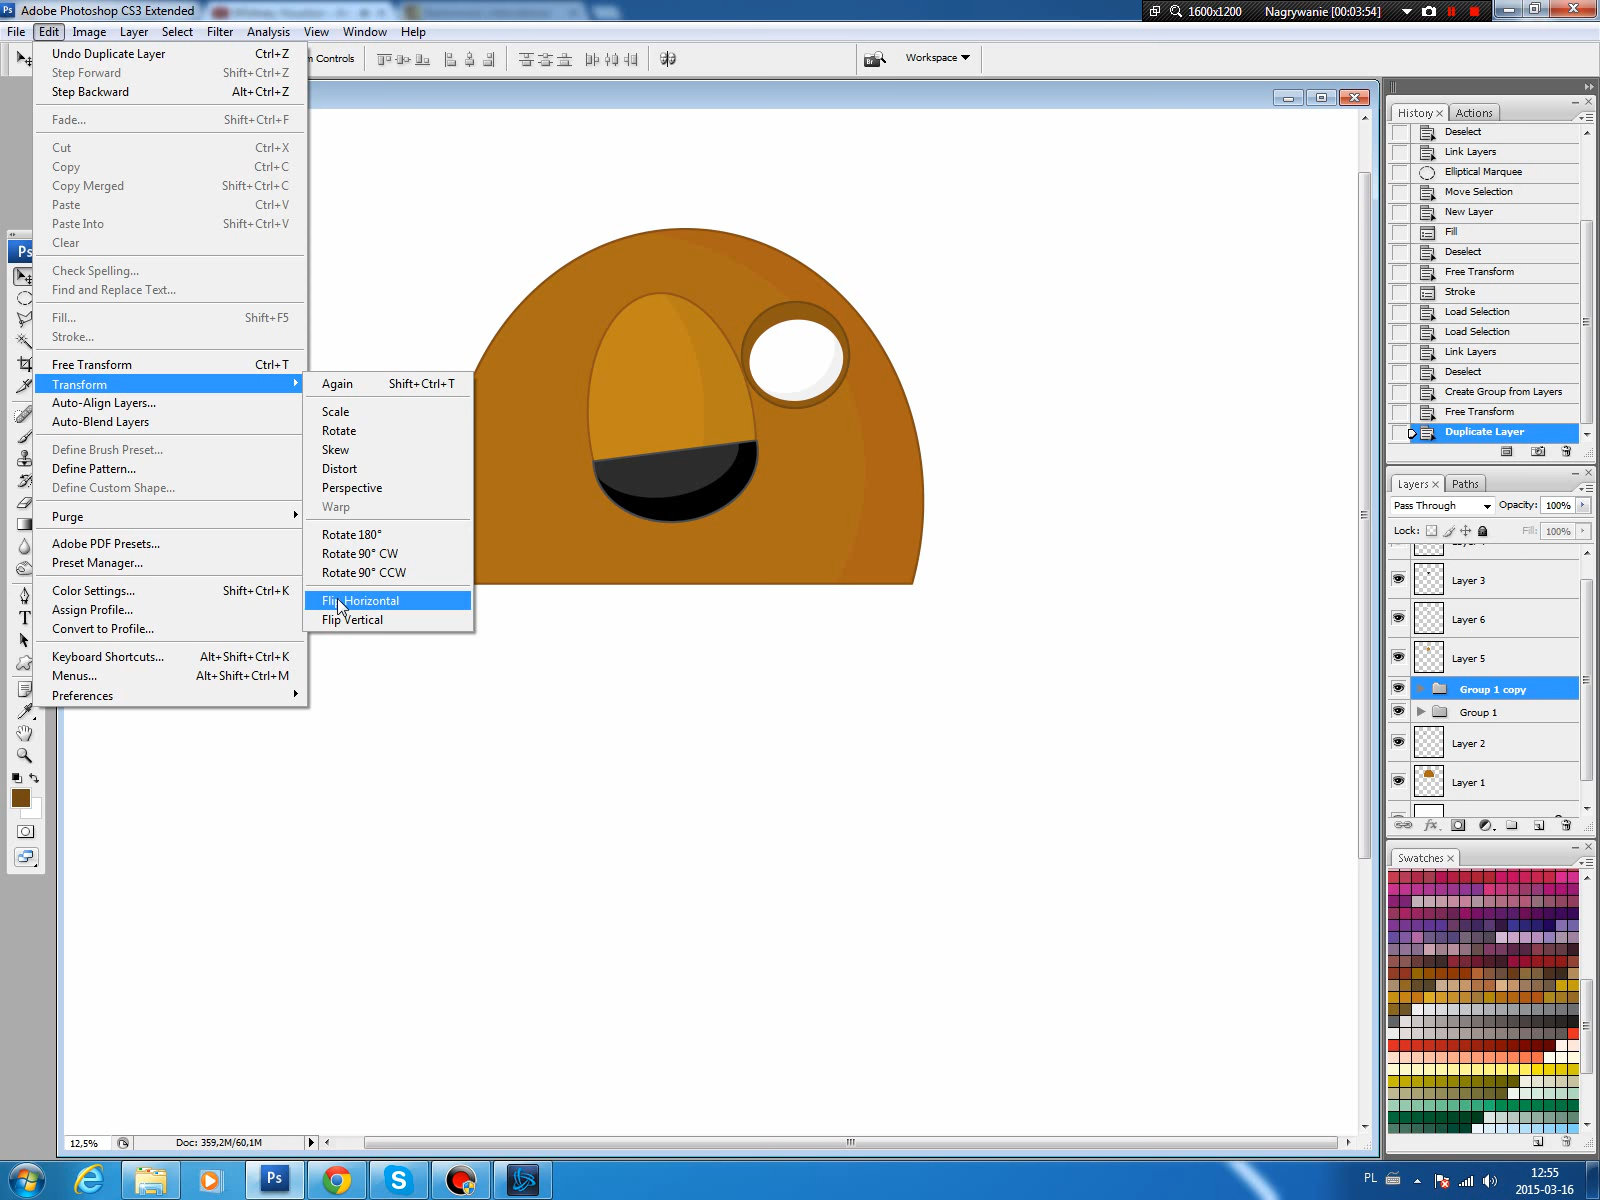 Ps Adobe Photoshop CS3 Extended
1600x1200 Nagrywanie [00:03:54]
File Edit Image Layer Select Filter Analysis View Window Help
m Controls
Workspace
Undo Duplicate Layer Ctrl+Z
Step Forward Shift+Ctrl+Z
Step Backward Alt+Ctrl+Z
Fade... Shift+Ctrl+F
Cut Ctrl+X
Copy Ctrl+C
Copy Merged Shift+Ctrl+C
Paste Ctrl+V
Paste Into Shift+Ctrl+V
Clear
Check Spelling...
Find and Replace Text...
Fill... Shift+F5
Stroke...
Free Transform Ctrl+T
Transform
Auto-Align Layers...
Auto-Blend Layers
Define Brush Preset...
Define Pattern...
Define Custom Shape...
Purge
Adobe PDF Presets...
Preset Manager...
Color Settings... Shift+Ctrl+K
Assign Profile...
Convert to Profile...
Keyboard Shortcuts... Alt+Shift+Ctrl+K
Menus... Alt+Shift+Ctrl+M
Preferences
Again Shift+Ctrl+T
Scale
Rotate
Skew
Distort
Perspective
Warp
Rotate 180°
Rotate 90° CW
Rotate 90° CCW
Flip Horizontal
Flip Vertical
Ps
T
History Actions
Deselect
Link Layers
Elliptical Marquee
Move Selection
New Layer
Fill
Deselect
Free Transform
Stroke
Load Selection
Load Selection
Link Layers
Deselect
Create Group from Layers
Free Transform
Duplicate Layer
Layers Paths
Pass Through Opacity: 100%
Lock: Fill: 100%
Layer 3
Layer 6
Layer 5
Group 1 copy
Group 1
Layer 2
Layer 1
fx
Swatches
12,5% Doc: 359,2M/60,1M
Ps
PL
12:55
2015-03-16